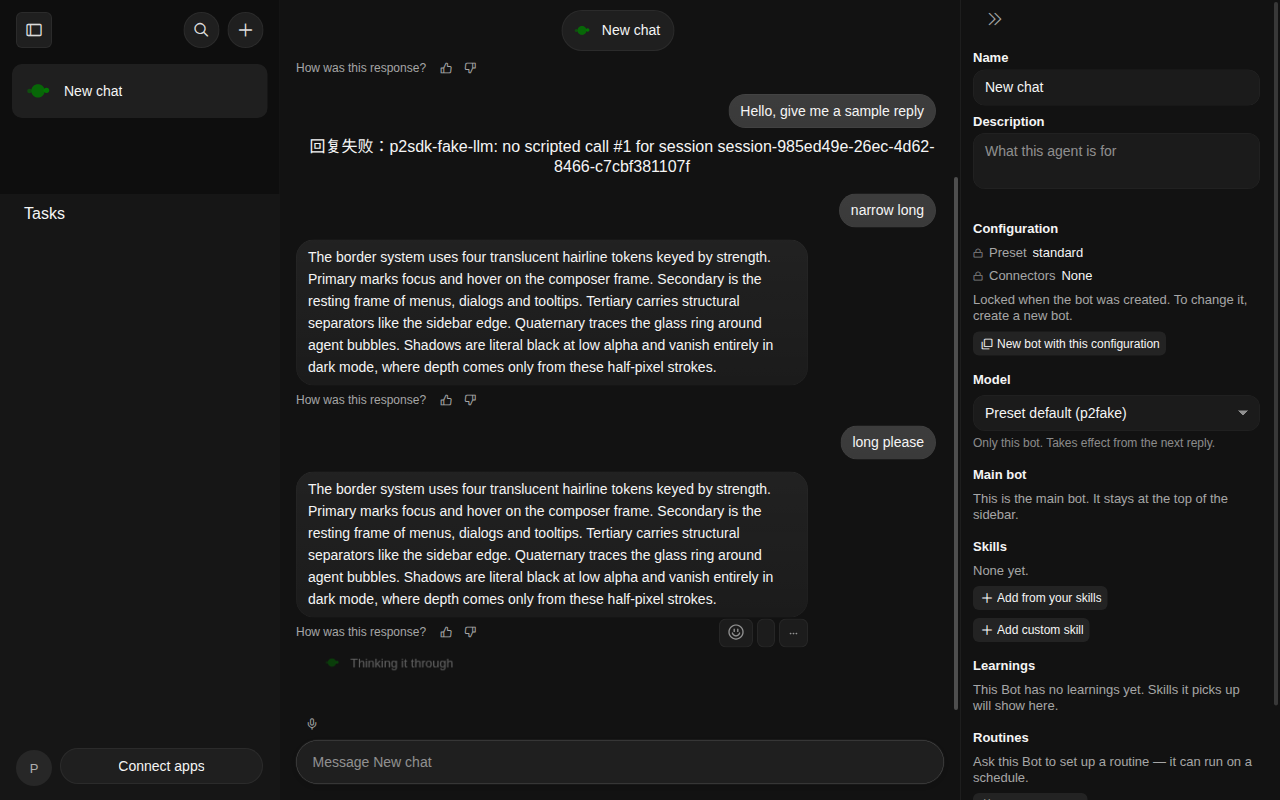 New chat
Tasks
P
Connect apps
New chat
How was this response?
Hello, give me a sample reply
回复失败：p2sdk-fake-llm: no scripted call #1 for session session-985ed49e-26ec-4d62-
8466-c7cbf381107f
narrow long
The border system uses four translucent hairline tokens keyed by strength.
Primary marks focus and hover on the composer frame. Secondary is the
resting frame of menus, dialogs and tooltips. Tertiary carries structural
separators like the sidebar edge. Quaternary traces the glass ring around
agent bubbles. Shadows are literal black at low alpha and vanish entirely in
dark mode, where depth comes only from these half-pixel strokes.
How was this response?
long please
The border system uses four translucent hairline tokens keyed by strength.
Primary marks focus and hover on the composer frame. Secondary is the
resting frame of menus, dialogs and tooltips. Tertiary carries structural
separators like the sidebar edge. Quaternary traces the glass ring around
agent bubbles. Shadows are literal black at low alpha and vanish entirely in
dark mode, where depth comes only from these half-pixel strokes.
How was this response?
Thinking it through
Message New chat
Name
New chat
Description
What this agent is for
Configuration
Preset standard
Connectors None
Locked when the bot was created. To change it,
create a new bot.
New bot with this configuration
Model
Preset default (p2fake)
Only this bot. Takes effect from the next reply.
Main bot
This is the main bot. It stays at the top of the
sidebar.
Skills
None yet.
Add from your skills
Add custom skill
Learnings
This Bot has no learnings yet. Skills it picks up
will show here.
Routines
Ask this Bot to set up a routine — it can run on a
schedule.